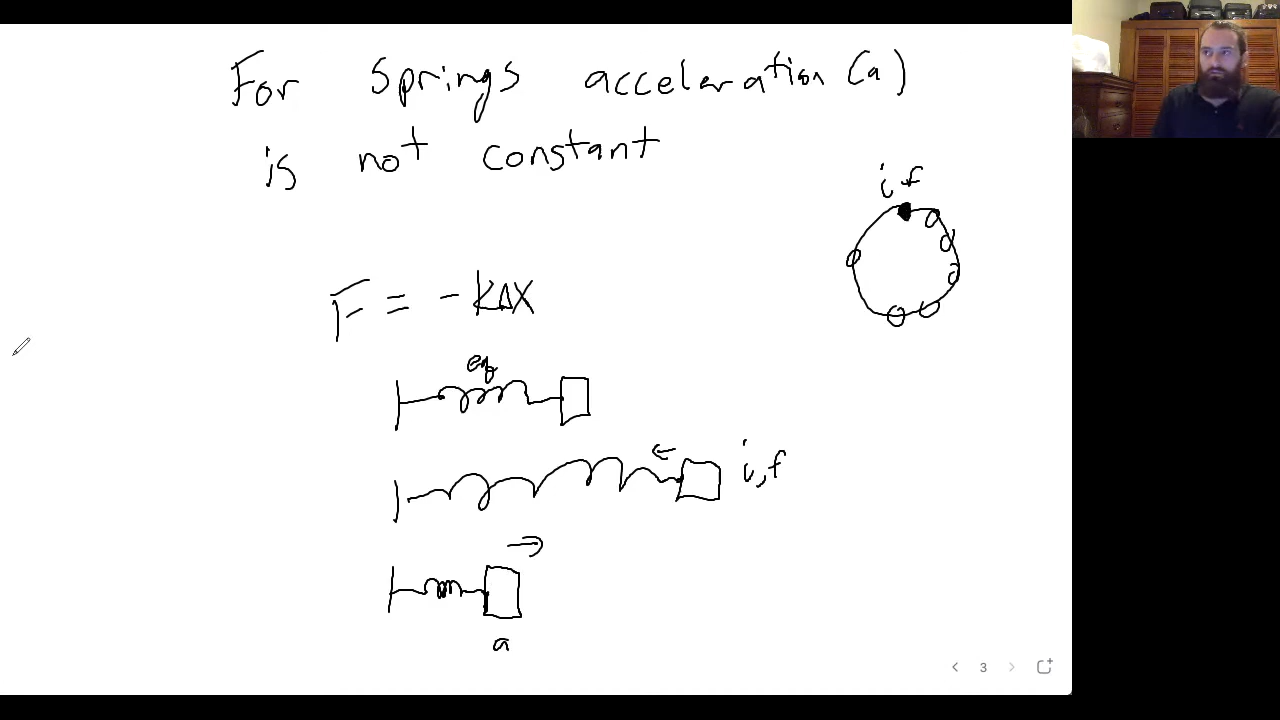 For springs acceleration (a)
is not constant
i f
F = -KΔX
eq
i, f
a
3